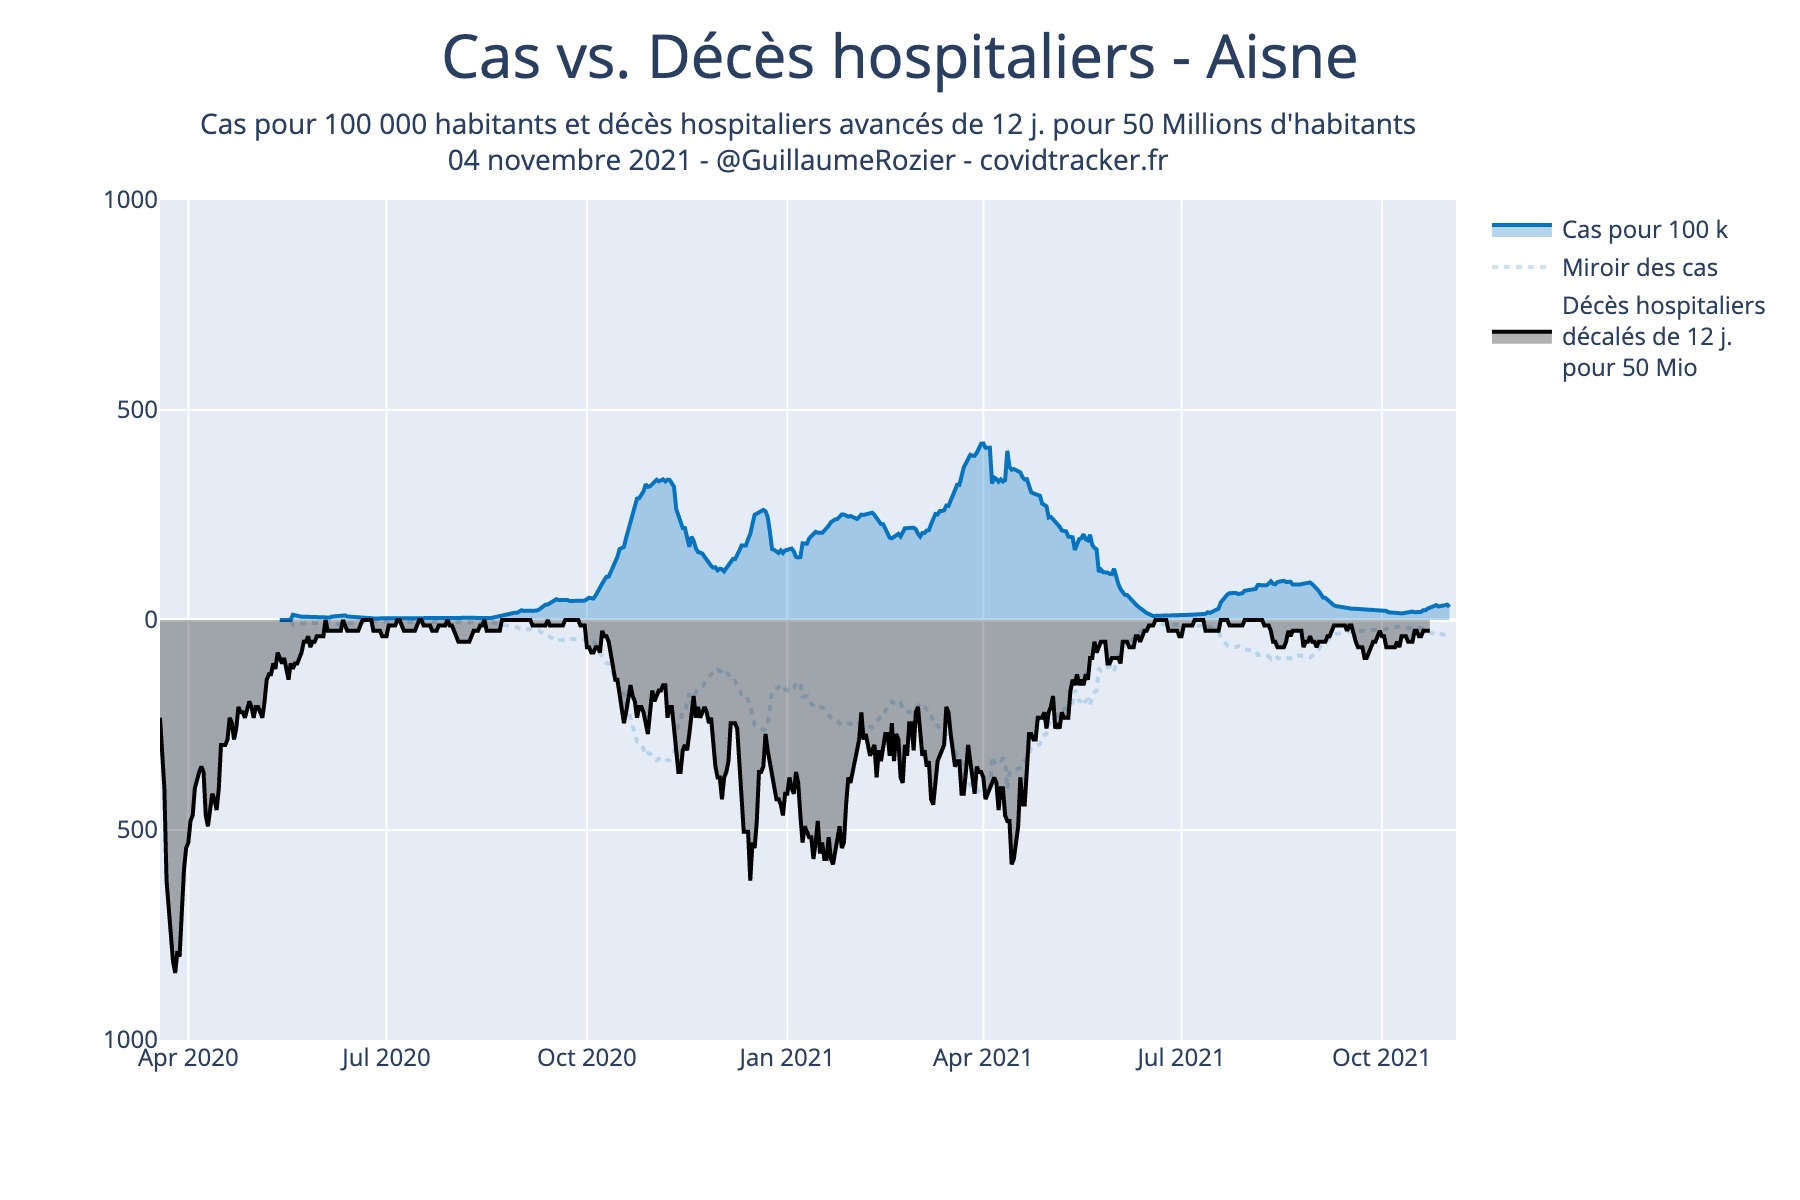 Cas vs. Décès hospitaliers - Aisne
Cas pour 100 000 habitants et décès hospitaliers avancés de 12 j. pour 50 Millions d'habitants
04 novembre 2021 - @GuillaumeRozier - covidtracker.fr
1000
500
0
500
1000
Apr 2020
Jul 2020
Oct 2020
Jan 2021
Apr 2021
Jul 2021
Oct 2021
Cas pour 100 k
Miroir des cas
Décès hospitaliers
décalés de 12 j.
pour 50 Mio